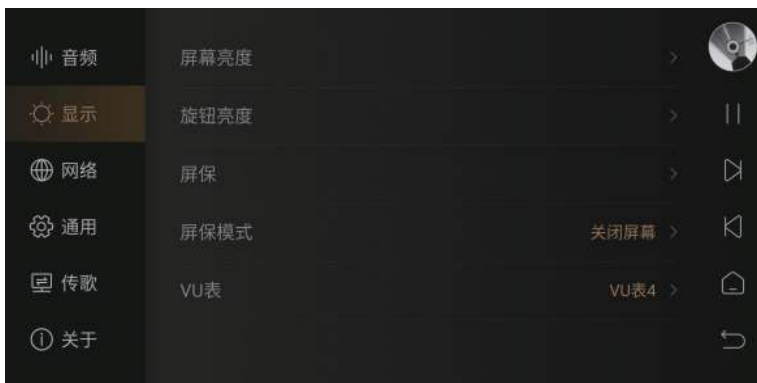 音频
显示
网络
通用
传歌
关于
屏幕亮度
旋钮亮度
屏保
屏保模式 关闭屏幕
VU表 VU表4